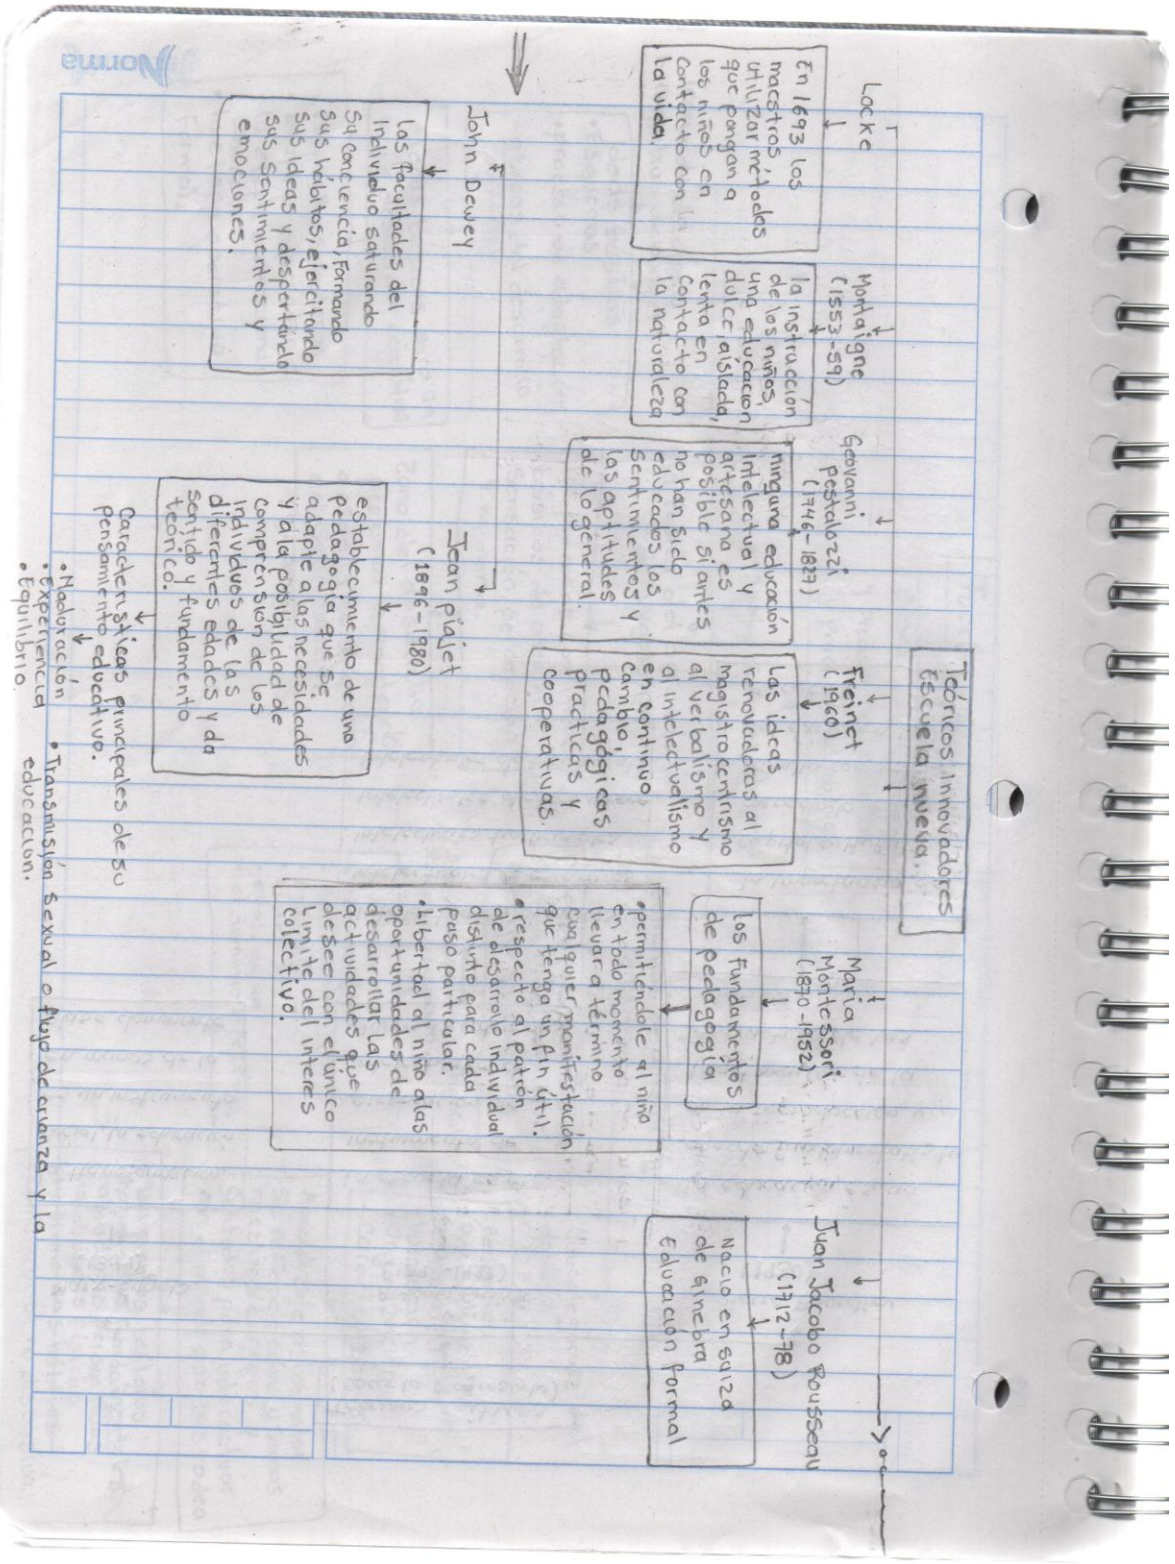 Teóricos innovadores
Escuela nueva.
Locke
En 1693 los
maestros
utilizar métodos
que pongan a
los niños en
contacto con la
la vida.
Montaigne
(1553-59)
la instrucción
de los niños,
una educación
dulce, aislada,
lenta en
contacto con
la naturaleza
Geovanni
pestallozzi
(1746-1827)
ninguna educación
intelectual y
artesana es
posible si antes
no han sido
educados los
sentimientos y
las aptitudes
de lo general.
Freinet
(1960)
Las ideas
renovadoras al
magistrocentrismo
al verbalismo y
al intelectualismo
en continuo
cambio,
pedagógicas
practicas y
cooperativas.
Maria
Montessori
(1870-1952)
los fundamentos
de pedagogía
•permitiéndole al niño
en todo momento
llevar a término
cualquier manifestación
que tenga un fin útil.
•respecto al patrón
de desarrollo individual
distinto para cada
paso particular.
•Libertad al niño a las
oportunidades de
desarrollar las
actividades que
desee con el único
límite del interes
colectivo.
Juan Jacobo Rousseau
(1712-78)
Nacio en suiza
de ginebra
Educación formal
John Dewey
Las facultades del
individuo saturando
su conciencia, formando
sus hábitos, ejercitando
sus ideas y despertando
sus sentimientos y
emociones.
Jean piajet
(1896-1980)
establecimiento de una
pedagogía que se
adapte a las necesidades
y a la posiblidad de
comprensión de los
individuos de las
diferentes edades y da
sentido y fundamento
teórico.
Características principales de su
pensamiento educativo.
•Maduración
•Experiencia
•Equilibrio
•Transmisión sexual o flujo de crianza y la
educación.
Norma